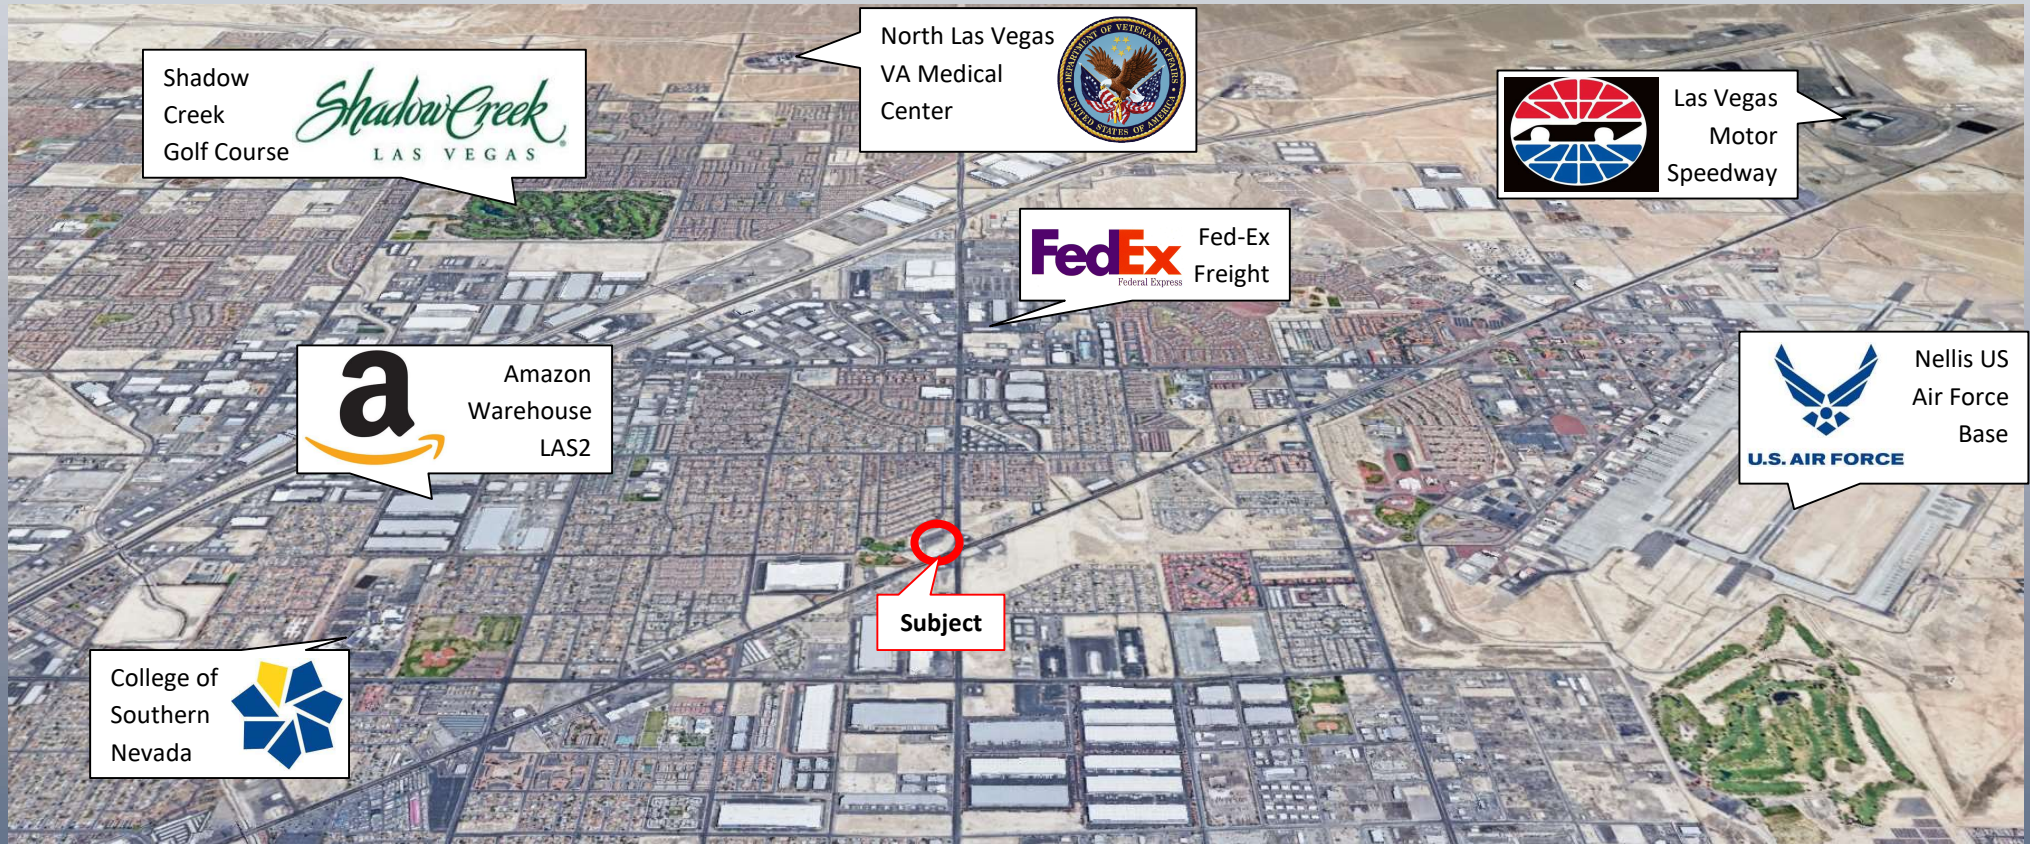 Shadow
Creek
Golf Course
ShadowCreek
LAS VEGAS
North Las Vegas
VA Medical
Center
DEPARTMENT OF VETERANS AFFAIRS
UNITED STATES OF AMERICA
Las Vegas
Motor
Speedway
FedEx
Federal Express
Fed-Ex
Freight
Amazon
Warehouse
LAS2
a
Nellis US
Air Force
Base
U.S. AIR FORCE
Subject
College of
Southern
Nevada